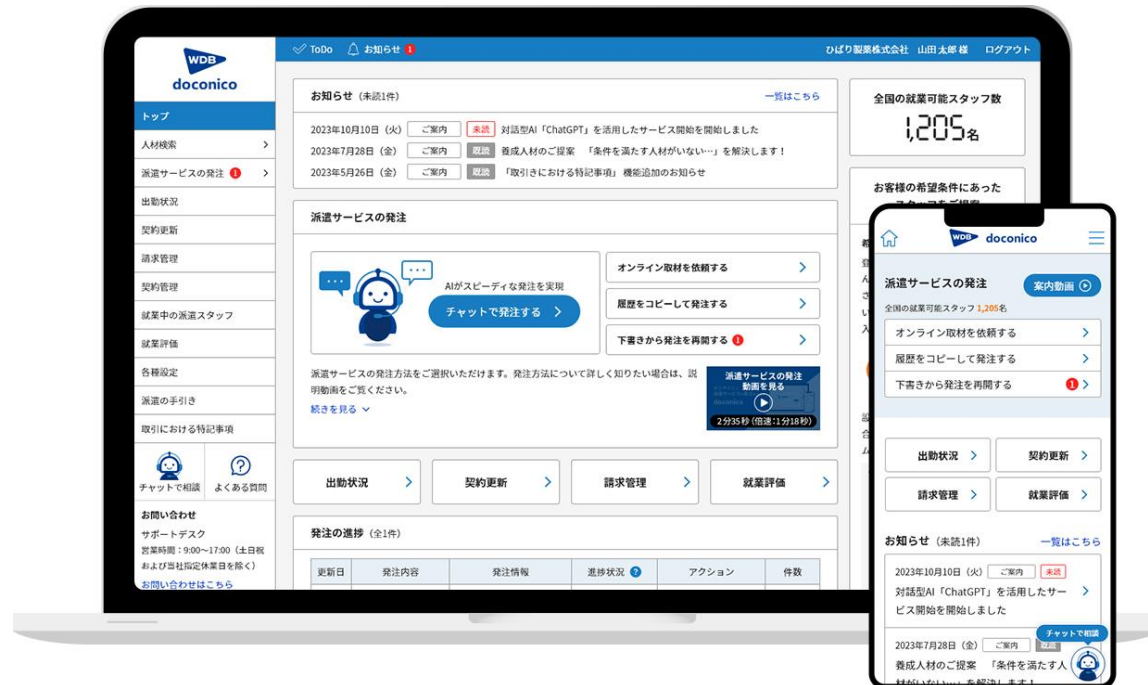 WDB
doconico
トップ
人材検索
派遣サービスの発注 1
出勤状況
契約更新
請求管理
契約管理
就業中の派遣スタッフ
就業評価
各種設定
派遣の手引き
取引における特記事項
チャットで相談 よくある質問
お問い合わせ
サポートデスク
営業時間：9:00～17:00（土日祝
および当社指定休業日を除く）
お問い合わせはこちら
ToDo お知らせ 1 ひばり製薬株式会社 山田 太郎 様 ログアウト
お知らせ（未読1件） 一覧はこちら
2023年10月10日（火） ご案内 未読 対話型AI「ChatGPT」を活用したサービス開始を開始しました
2023年7月28日（金） ご案内 既読 養成人材のご提案 「条件を満たす人材がいない…」を解決します！
2023年5月26日（金） ご案内 既読 「取引きにおける特記事項」機能追加のお知らせ
派遣サービスの発注
AIがスピーディな発注を実現
チャットで発注する
オンライン取材を依頼する
履歴をコピーして発注する
下書きから発注を再開する 1
派遣サービスの発注方法をご選択いただけます。発注方法について詳しく知りたい場合は、説
明動画をご覧ください。
続きを見る
派遣サービスの発注
動画を見る
2分35秒（倍速：1分18秒）
出勤状況 契約更新 請求管理 就業評価
発注の進捗（全1件）
更新日 発注内容 発注情報 進捗状況 ? アクション 件数
全国の就業可能スタッフ数
1,205名
お客様の希望条件にあった
WDB doconico
派遣サービスの発注 案内動画
全国の就業可能スタッフ 1,205名
オンライン取材を依頼する
履歴をコピーして発注する
下書きから発注を再開する 1
出勤状況 契約更新
請求管理 就業評価
お知らせ（未読1件） 一覧はこちら
2023年10月10日（火） ご案内 未読
対話型AI「ChatGPT」を活用したサー
ビス開始を開始しました
チャットで相談
2023年7月28日（金） ご案内
養成人材のご提案 「条件を満たす人
材がいない…」を解決します！